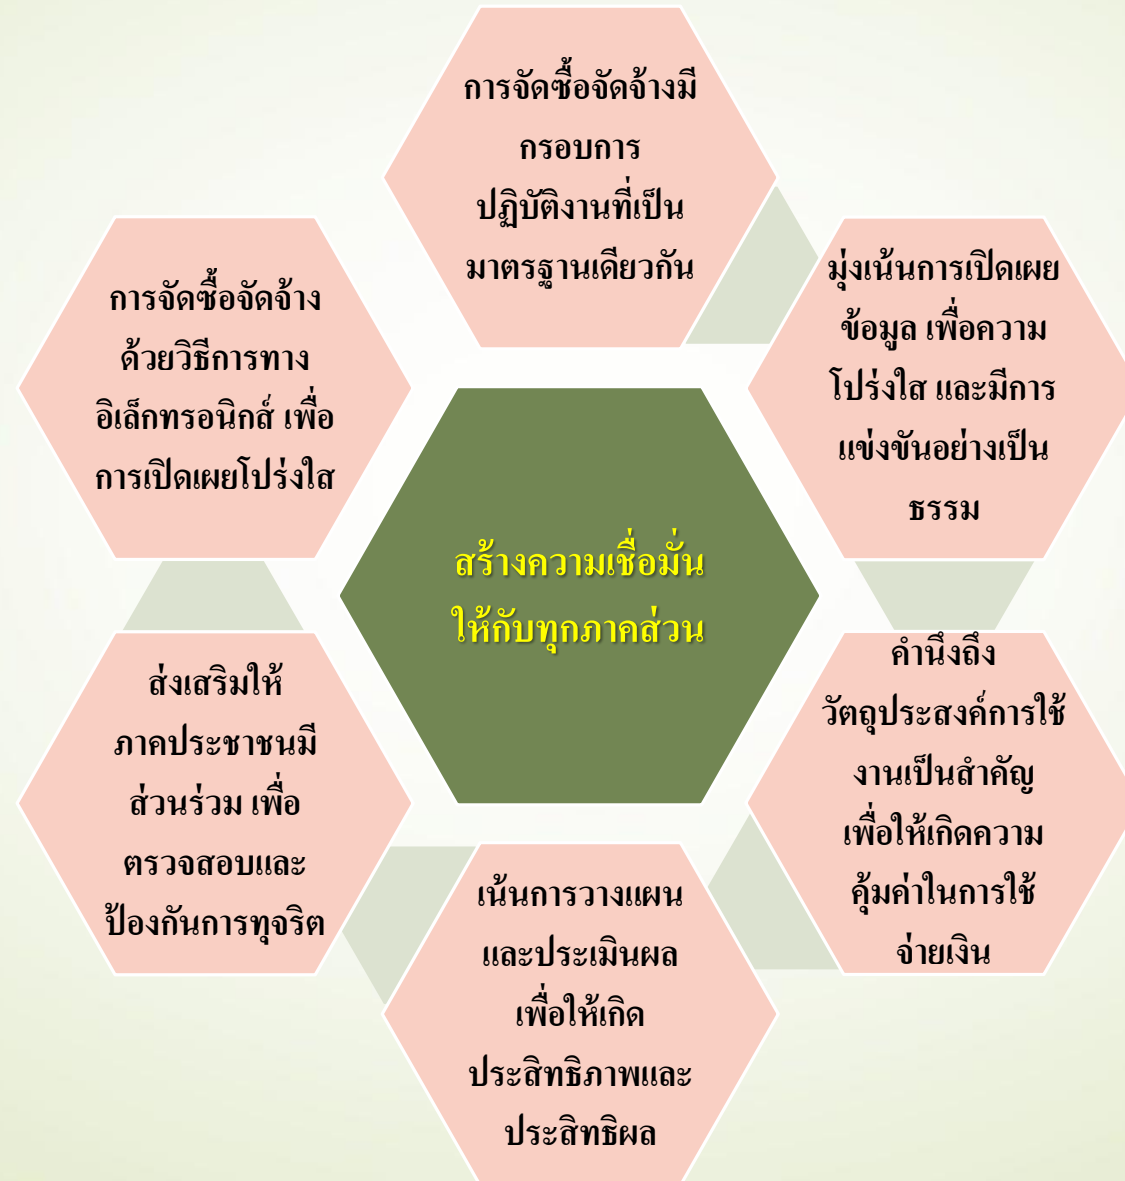 การจัดซื้อจัดจ้างมี
กรอบการ
ปฏิบัติงานที่เป็น
มาตรฐานเดียวกัน
มุ่งเน้นการเปิดเผย
ข้อมูล เพื่อความ
โปร่งใส และมีการ
แข่งขันอย่างเป็น
ธรรม
คำนึงถึง
วัตถุประสงค์การใช้
งานเป็นสำคัญ
เพื่อให้เกิดความ
คุ้มค่าในการใช้
จ่ายเงิน
เน้นการวางแผน
และประเมินผล
เพื่อให้เกิด
ประสิทธิภาพและ
ประสิทธิผล
ส่งเสริมให้
ภาคประชาชนมี
ส่วนร่วม เพื่อ
ตรวจสอบและ
ป้องกันการทุจริต
การจัดซื้อจัดจ้าง
ด้วยวิธีการทาง
อิเล็กทรอนิกส์ เพื่อ
การเปิดเผยโปร่งใส
สร้างความเชื่อมั่น
ให้กับทุกภาคส่วน